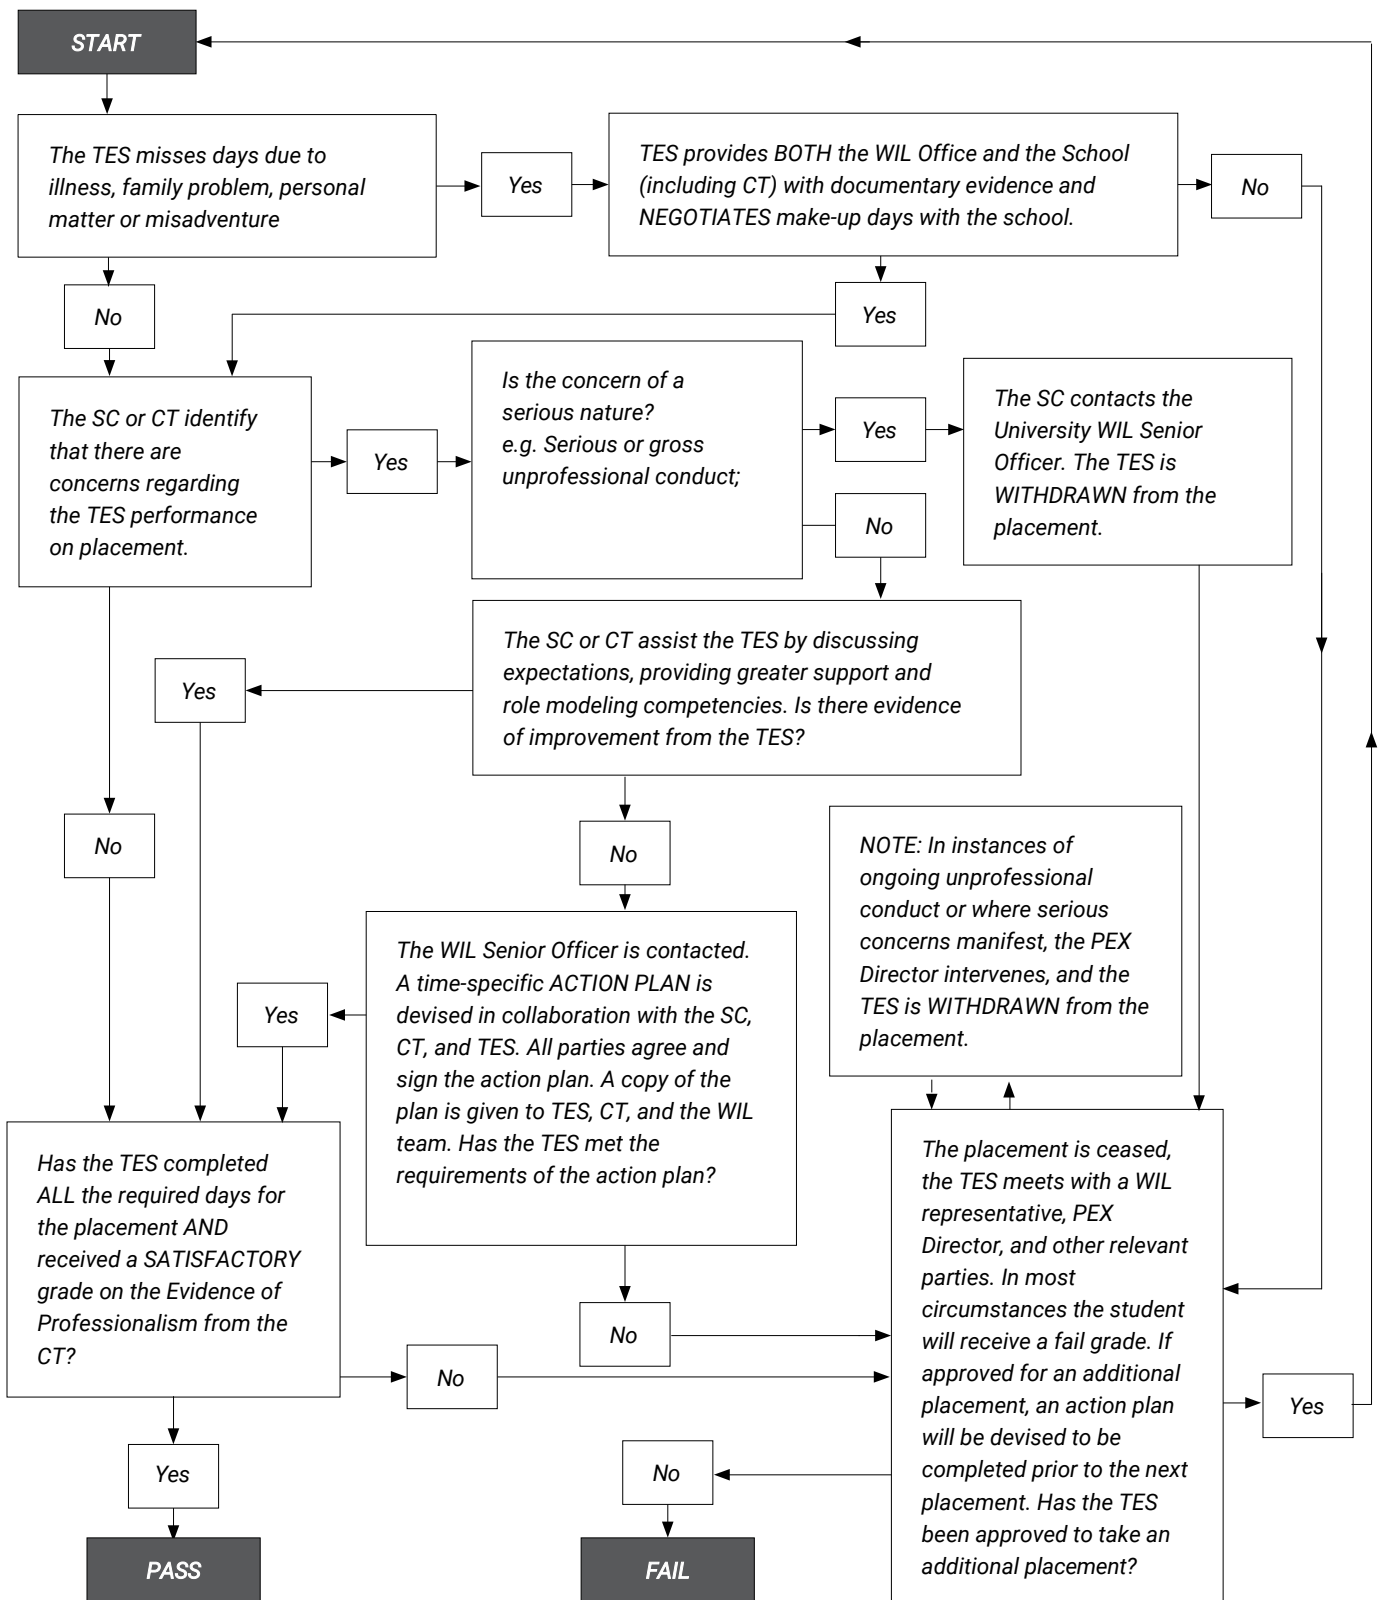 START
The TES misses days due to
illness, family problem, personal
matter or misadventure
Yes
TES provides BOTH the WIL Office and the School
(including CT) with documentary evidence and
NEGOTIATES make-up days with the school.
No
No
Yes
The SC or CT identify
that there are
concerns regarding
the TES performance
on placement.
Yes
Is the concern of a
serious nature?
e.g. Serious or gross
unprofessional conduct;
Yes
The SC contacts the
University WIL Senior
Officer. The TES is
WITHDRAWN from the
placement.
No
The SC or CT assist the TES by discussing
expectations, providing greater support and
role modeling competencies. Is there evidence
of improvement from the TES?
Yes
No
No
NOTE: In instances of
ongoing unprofessional
conduct or where serious
concerns manifest, the PEX
Director intervenes, and the
TES is WITHDRAWN from the
placement.
The WIL Senior Officer is contacted.
A time-specific ACTION PLAN is
devised in collaboration with the SC,
CT, and TES. All parties agree and
sign the action plan. A copy of the
plan is given to TES, CT, and the WIL
team. Has the TES met the
requirements of the action plan?
Yes
Has the TES completed
ALL the required days for
the placement AND
received a SATISFACTORY
grade on the Evidence of
Professionalism from the
CT?
The placement is ceased,
the TES meets with a WIL
representative, PEX
Director, and other relevant
parties. In most
circumstances the student
will receive a fail grade. If
approved for an additional
placement, an action plan
will be devised to be
completed prior to the next
placement. Has the TES
been approved to take an
additional placement?
No
No
Yes
Yes
No
PASS
FAIL